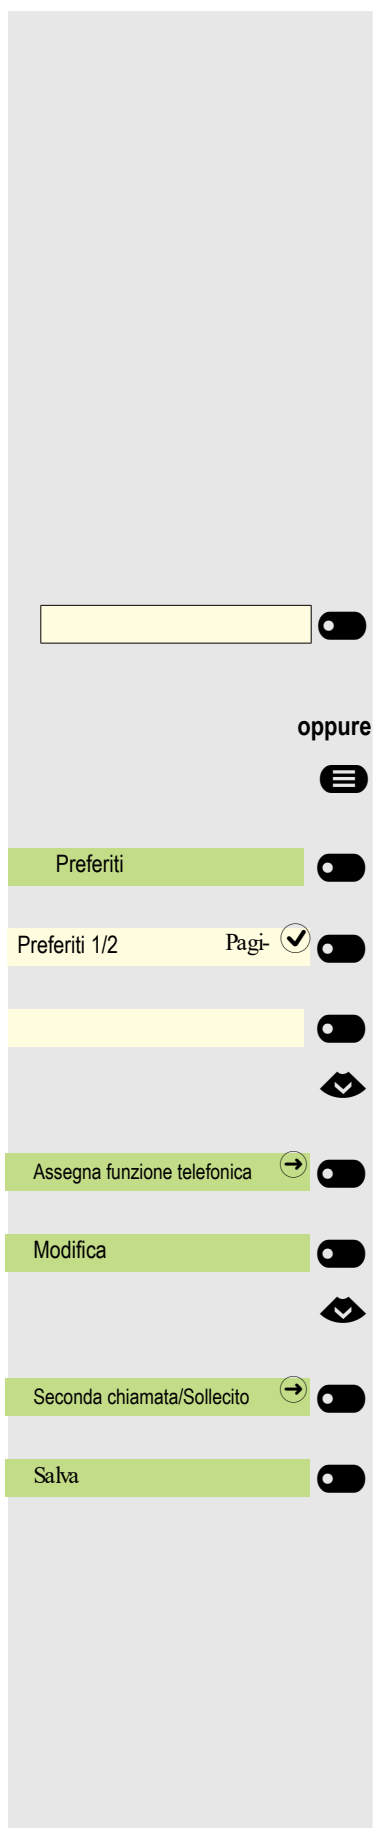 oppure
Preferiti
Preferiti 1/2 Pagi-
Assegna funzione telefonica
Modifica
Seconda chiamata/Sollecito
Salva